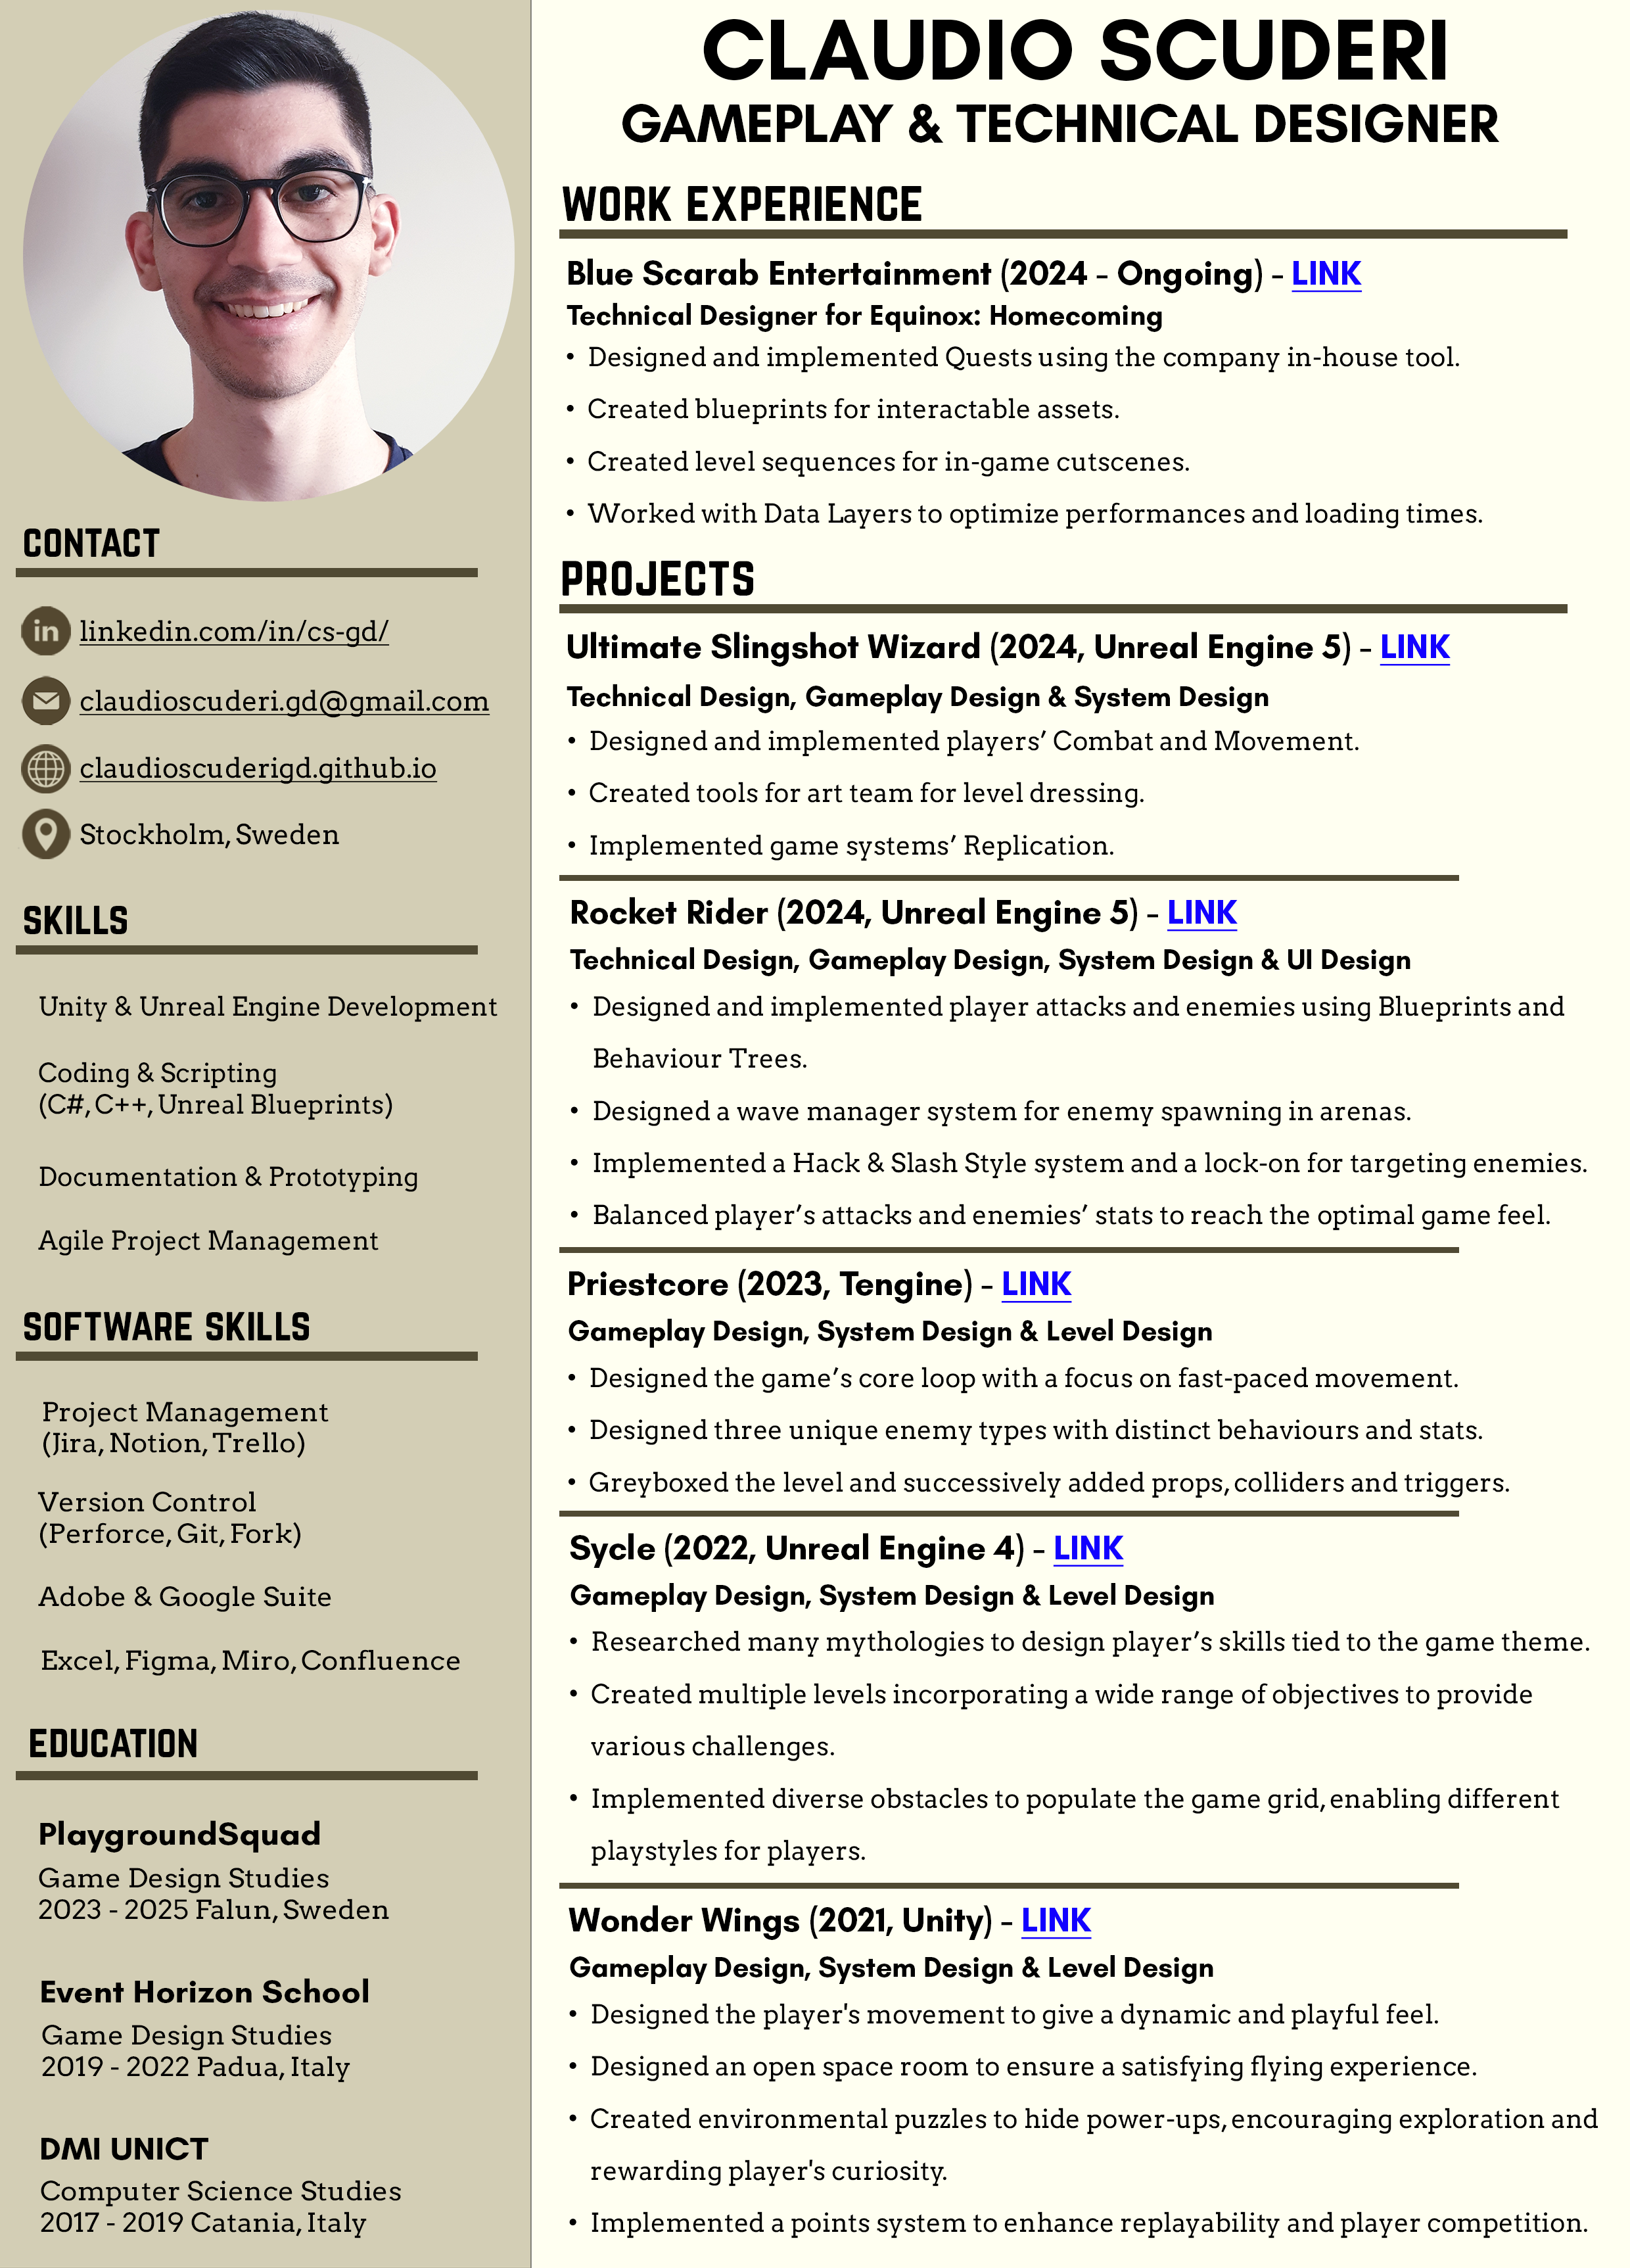 CLAUDIO SCUDERI
GAMEPLAY & TECHNICAL DESIGNER
CONTACT
linkedin.com/in/cs-gd/
claudioscuderi.gd@gmail.com
claudioscuderigd.github.io
Stockholm, Sweden
SKILLS
Unity & Unreal Engine Development
Coding & Scripting
(C#, C++, Unreal Blueprints)
Documentation & Prototyping
Agile Project Management
SOFTWARE SKILLS
Project Management
(Jira, Notion, Trello)
Version Control
(Perforce, Git, Fork)
Adobe & Google Suite
Excel, Figma, Miro, Confluence
EDUCATION
PlaygroundSquad
Game Design Studies
2023 - 2025 Falun, Sweden
Event Horizon School
Game Design Studies
2019 - 2022 Padua, Italy
DMI UNICT
Computer Science Studies
2017 - 2019 Catania, Italy
WORK EXPERIENCE
Blue Scarab Entertainment (2024 - Ongoing) - LINK
Technical Designer for Equinox: Homecoming
• Designed and implemented Quests using the company in-house tool.
• Created blueprints for interactable assets.
• Created level sequences for in-game cutscenes.
• Worked with Data Layers to optimize performances and loading times.
PROJECTS
Ultimate Slingshot Wizard (2024, Unreal Engine 5) - LINK
Technical Design, Gameplay Design & System Design
• Designed and implemented players’ Combat and Movement.
• Created tools for art team for level dressing.
• Implemented game systems’ Replication.
Rocket Rider (2024, Unreal Engine 5) - LINK
Technical Design, Gameplay Design, System Design & UI Design
• Designed and implemented player attacks and enemies using Blueprints and
Behaviour Trees.
• Designed a wave manager system for enemy spawning in arenas.
• Implemented a Hack & Slash Style system and a lock-on for targeting enemies.
• Balanced player’s attacks and enemies’ stats to reach the optimal game feel.
Priestcore (2023, Tengine) - LINK
Gameplay Design, System Design & Level Design
• Designed the game’s core loop with a focus on fast-paced movement.
• Designed three unique enemy types with distinct behaviours and stats.
• Greyboxed the level and successively added props, colliders and triggers.
Sycle (2022, Unreal Engine 4) - LINK
Gameplay Design, System Design & Level Design
• Researched many mythologies to design player’s skills tied to the game theme.
• Created multiple levels incorporating a wide range of objectives to provide
various challenges.
• Implemented diverse obstacles to populate the game grid, enabling different
playstyles for players.
Wonder Wings (2021, Unity) - LINK
Gameplay Design, System Design & Level Design
• Designed the player's movement to give a dynamic and playful feel.
• Designed an open space room to ensure a satisfying flying experience.
• Created environmental puzzles to hide power-ups, encouraging exploration and
rewarding player's curiosity.
• Implemented a points system to enhance replayability and player competition.